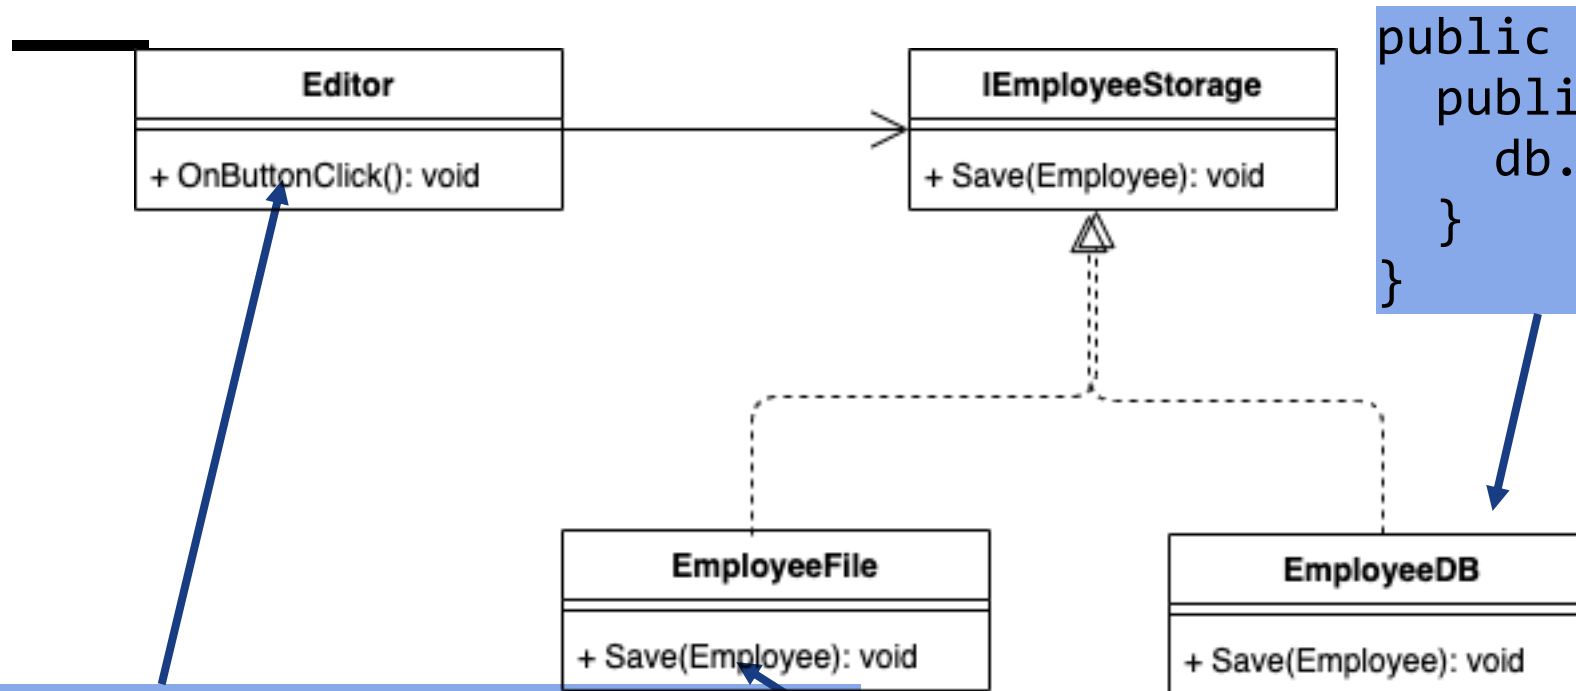 Editor
+ OnButtonClick(): void
IEmployeeStorage
+ Save(Employee): void
public
publi
db.
}
}
EmployeeFile
+ Save(Employee): void
EmployeeDB
+ Save(Employee): void